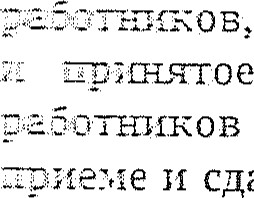 работников,
и принятое
работников
приеме и сда